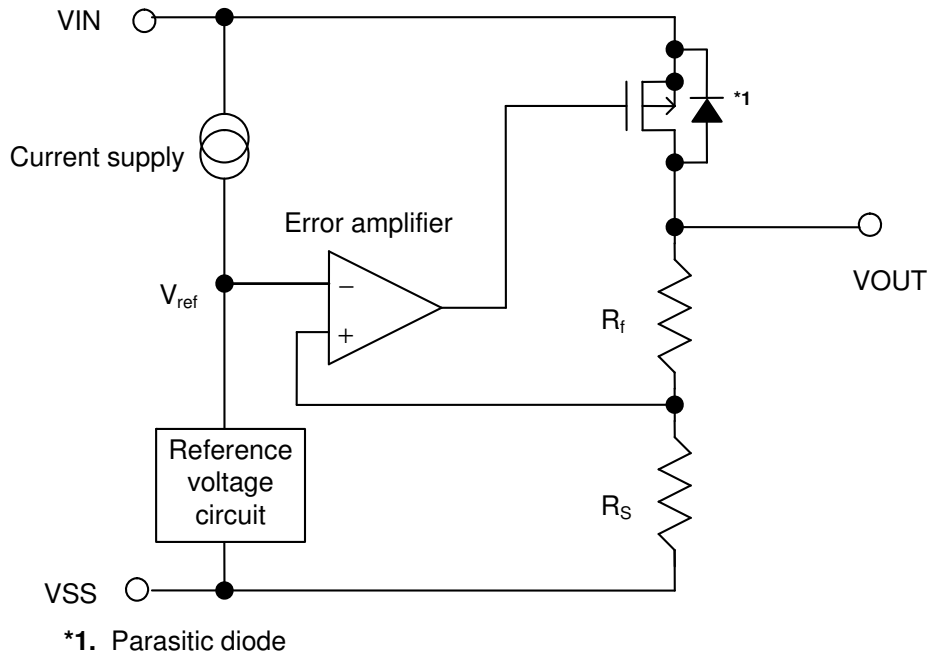 VIN
*1
Current supply
Error amplifier
Vref
−
+
VOUT
Rf
Reference
voltage
circuit
RS
VSS
*1. Parasitic diode